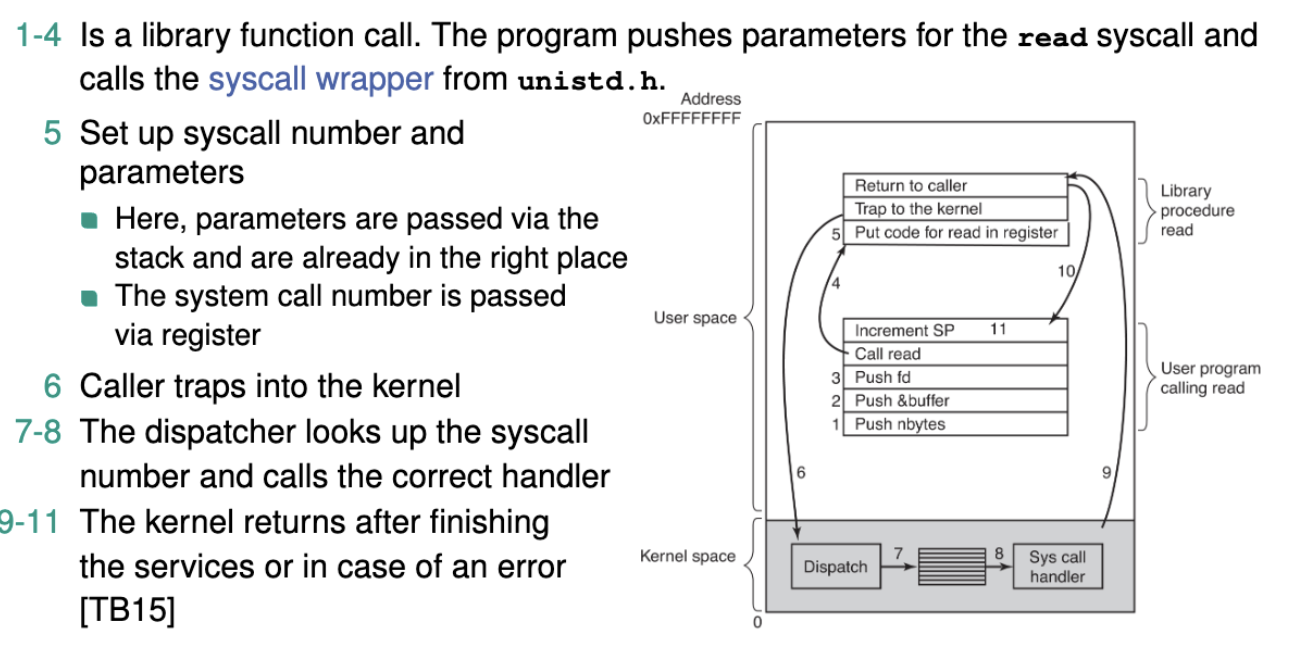 1-4 Is a library function call. The program pushes parameters for the read syscall and
calls the syscall wrapper from unistd.h.
5 Set up syscall number and
parameters
Here, parameters are passed via the
stack and are already in the right place
The system call number is passed
via register
6 Caller traps into the kernel
7-8 The dispatcher looks up the syscall
number and calls the correct handler
9-11 The kernel returns after finishing
the services or in case of an error
[TB15]
Address
0xFFFFFFFF
Return to caller
Trap to the kernel
5 Put code for read in register
Library
procedure
read
4
10
User space
Increment SP 11
Call read
3 Push fd
2 Push &buffer
1 Push nbytes
User program
calling read
6
9
Kernel space
Dispatch
7
8
Sys call
handler
0